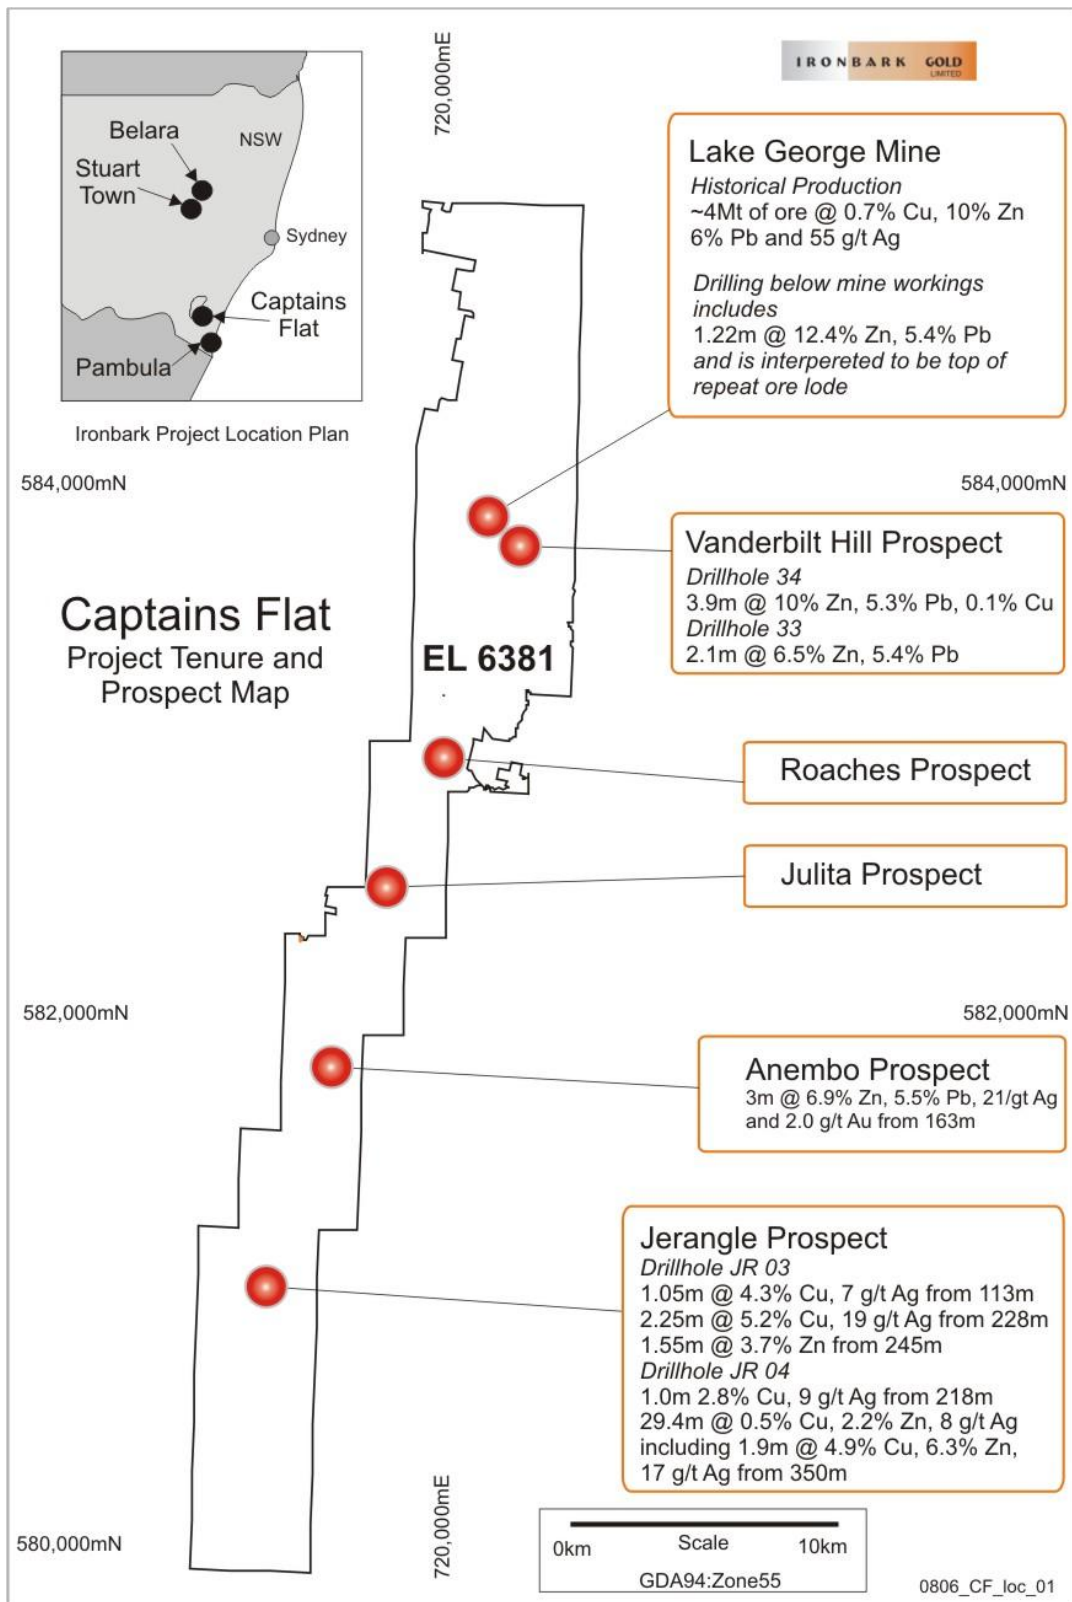 720,000mE
IRONBARK GOLD
LIMITED
Belara
NSW
Stuart
Town
Sydney
Captains
Flat
Pambula
Ironbark Project Location Plan
Lake George Mine
Historical Production
~4Mt of ore @ 0.7% Cu, 10% Zn
6% Pb and 55 g/t Ag
Drilling below mine workings
includes
1.22m @ 12.4% Zn, 5.4% Pb
and is interpereted to be top of
repeat ore lode
584,000mN
584,000mN
Vanderbilt Hill Prospect
Drillhole 34
3.9m @ 10% Zn, 5.3% Pb, 0.1% Cu
Drillhole 33
2.1m @ 6.5% Zn, 5.4% Pb
Captains Flat
Project Tenure and
Prospect Map
EL 6381
Roaches Prospect
Julita Prospect
582,000mN
582,000mN
Anembo Prospect
3m @ 6.9% Zn, 5.5% Pb, 21/gt Ag
and 2.0 g/t Au from 163m
Jerangle Prospect
Drillhole JR 03
1.05m @ 4.3% Cu, 7 g/t Ag from 113m
2.25m @ 5.2% Cu, 19 g/t Ag from 228m
1.55m @ 3.7% Zn from 245m
Drillhole JR 04
1.0m 2.8% Cu, 9 g/t Ag from 218m
29.4m @ 0.5% Cu, 2.2% Zn, 8 g/t Ag
including 1.9m @ 4.9% Cu, 6.3% Zn,
17 g/t Ag from 350m
580,000mN
720,000mE
0km Scale 10km
GDA94:Zone55
0806_CF_loc_01